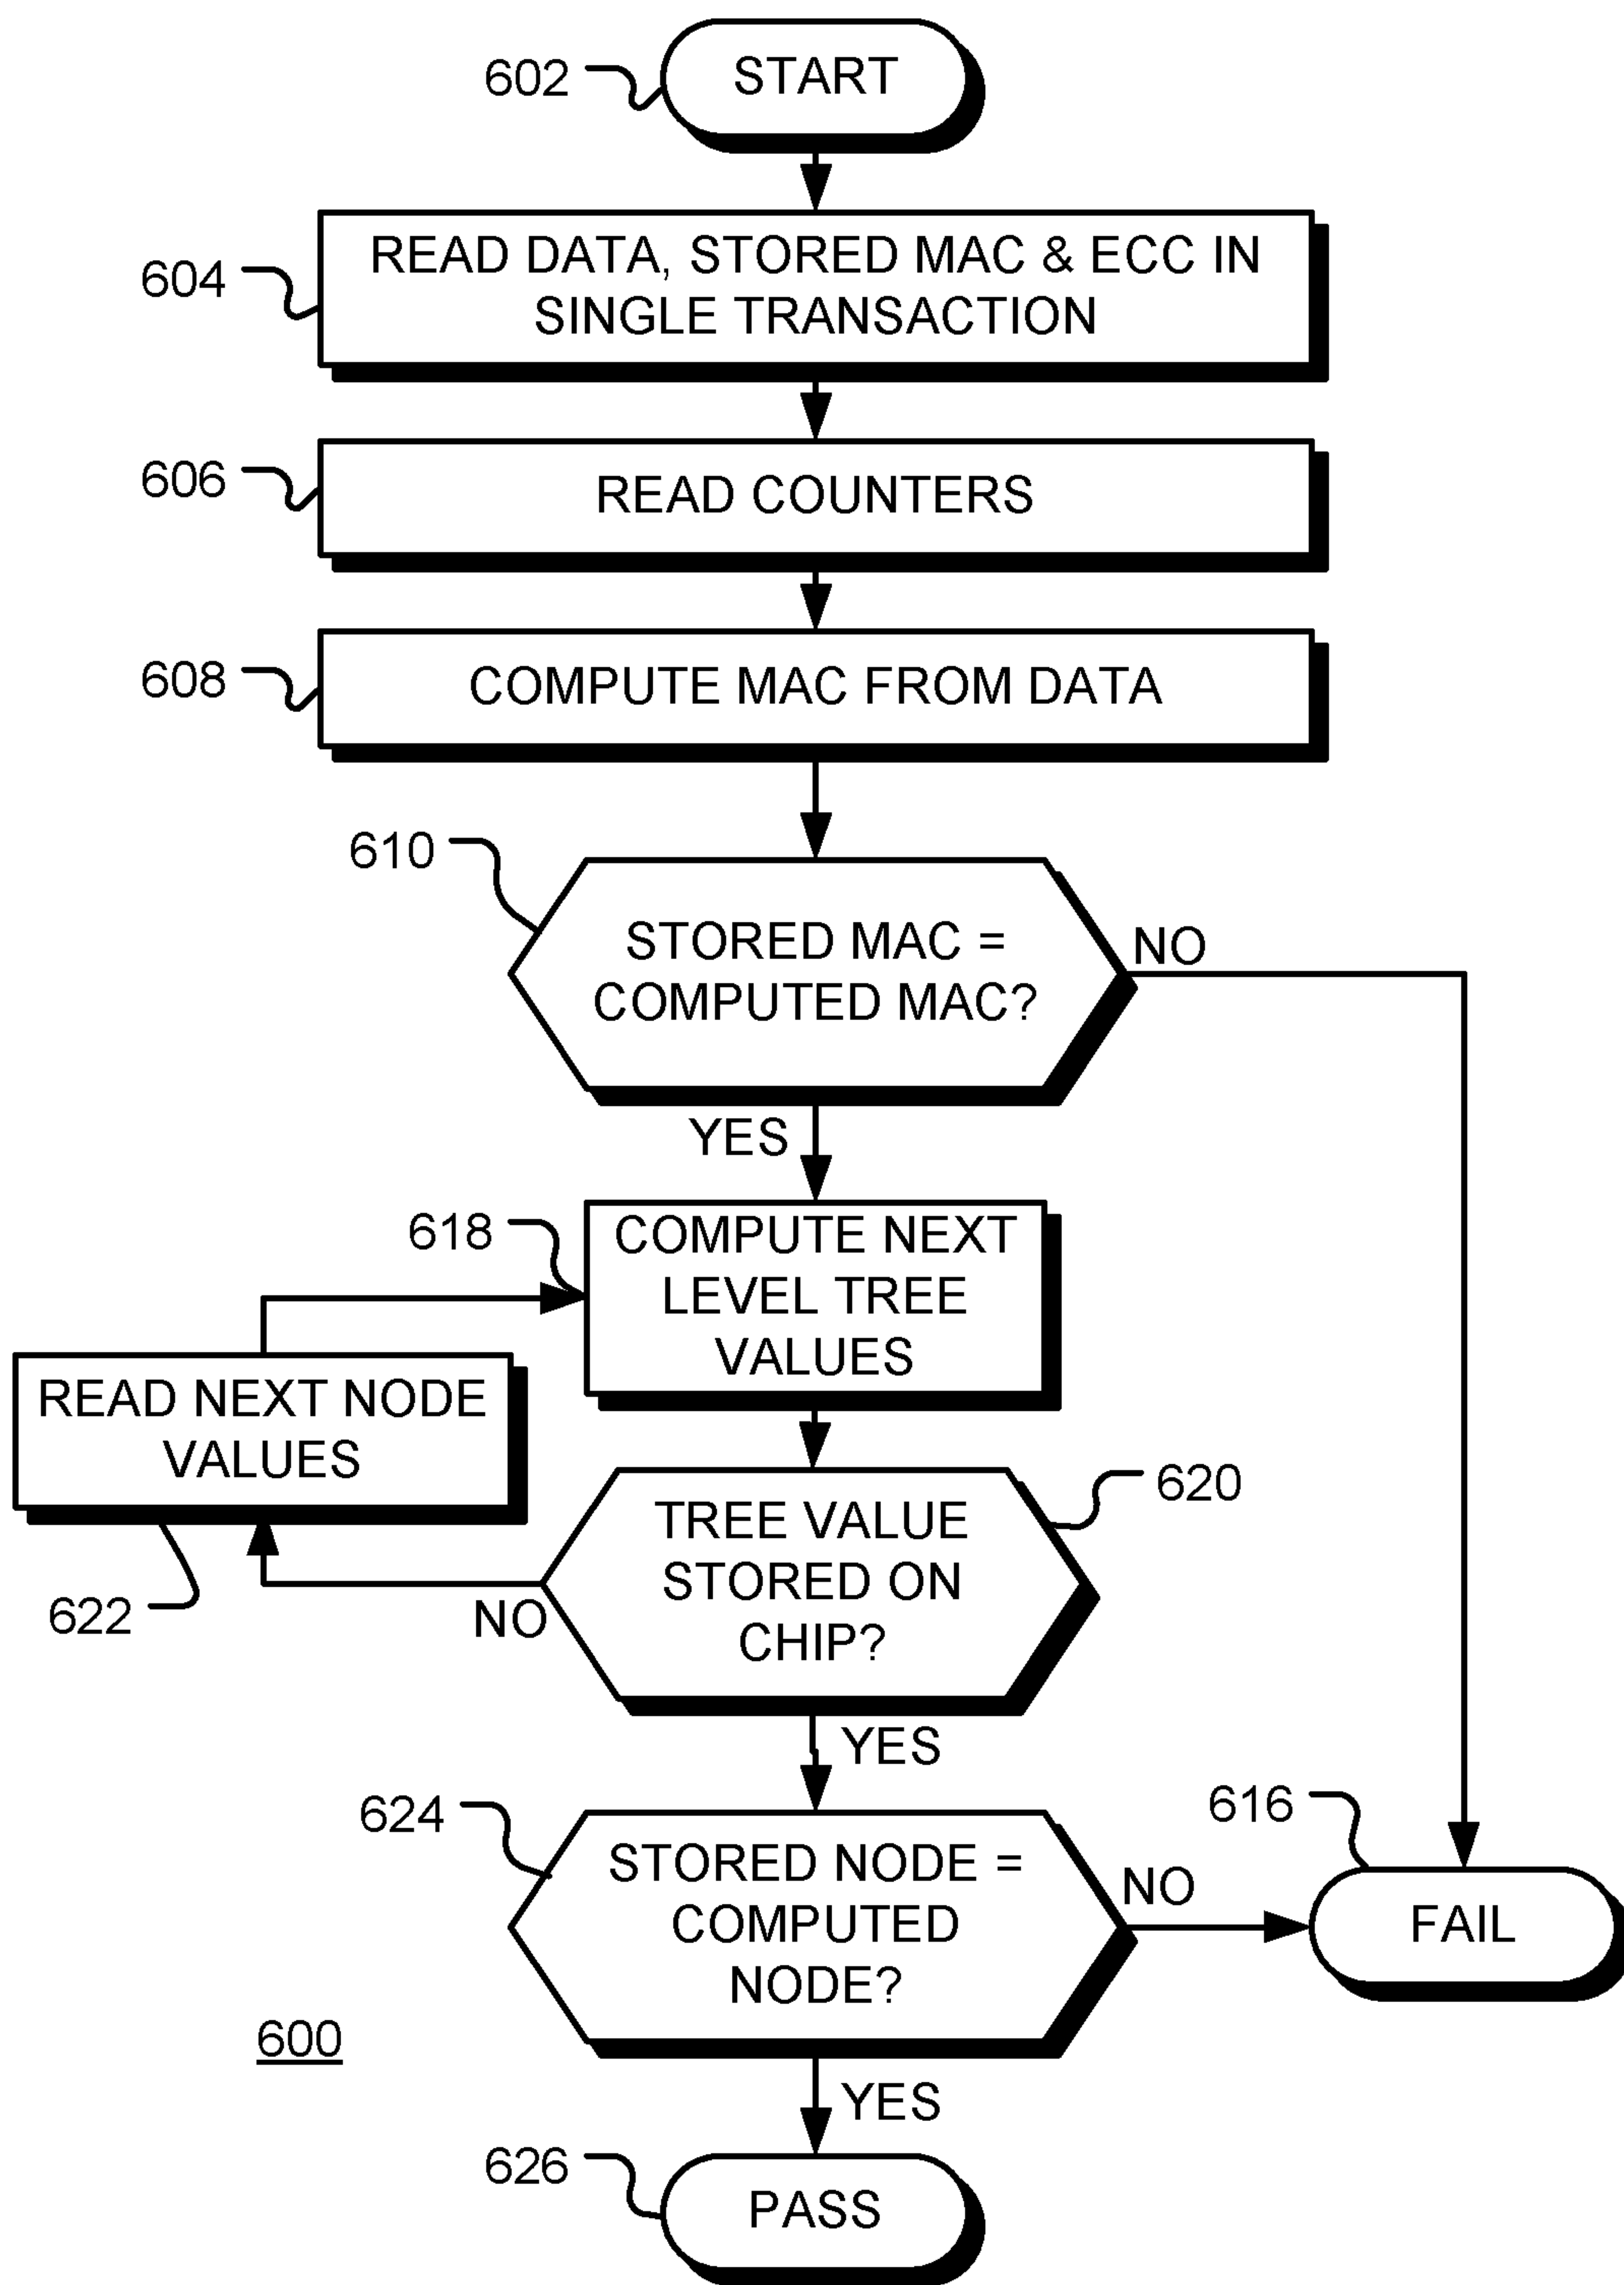 602
START
604
READ DATA, STORED MAC & ECC IN
SINGLE TRANSACTION
606
READ COUNTERS
608
COMPUTE MAC FROM DATA
610
STORED MAC =
COMPUTED MAC?
NO
YES
618
COMPUTE NEXT
LEVEL TREE
VALUES
READ NEXT NODE
VALUES
622
NO
620
TREE VALUE
STORED ON
CHIP?
YES
624
STORED NODE =
COMPUTED
NODE?
NO
616
FAIL
600
YES
626
PASS